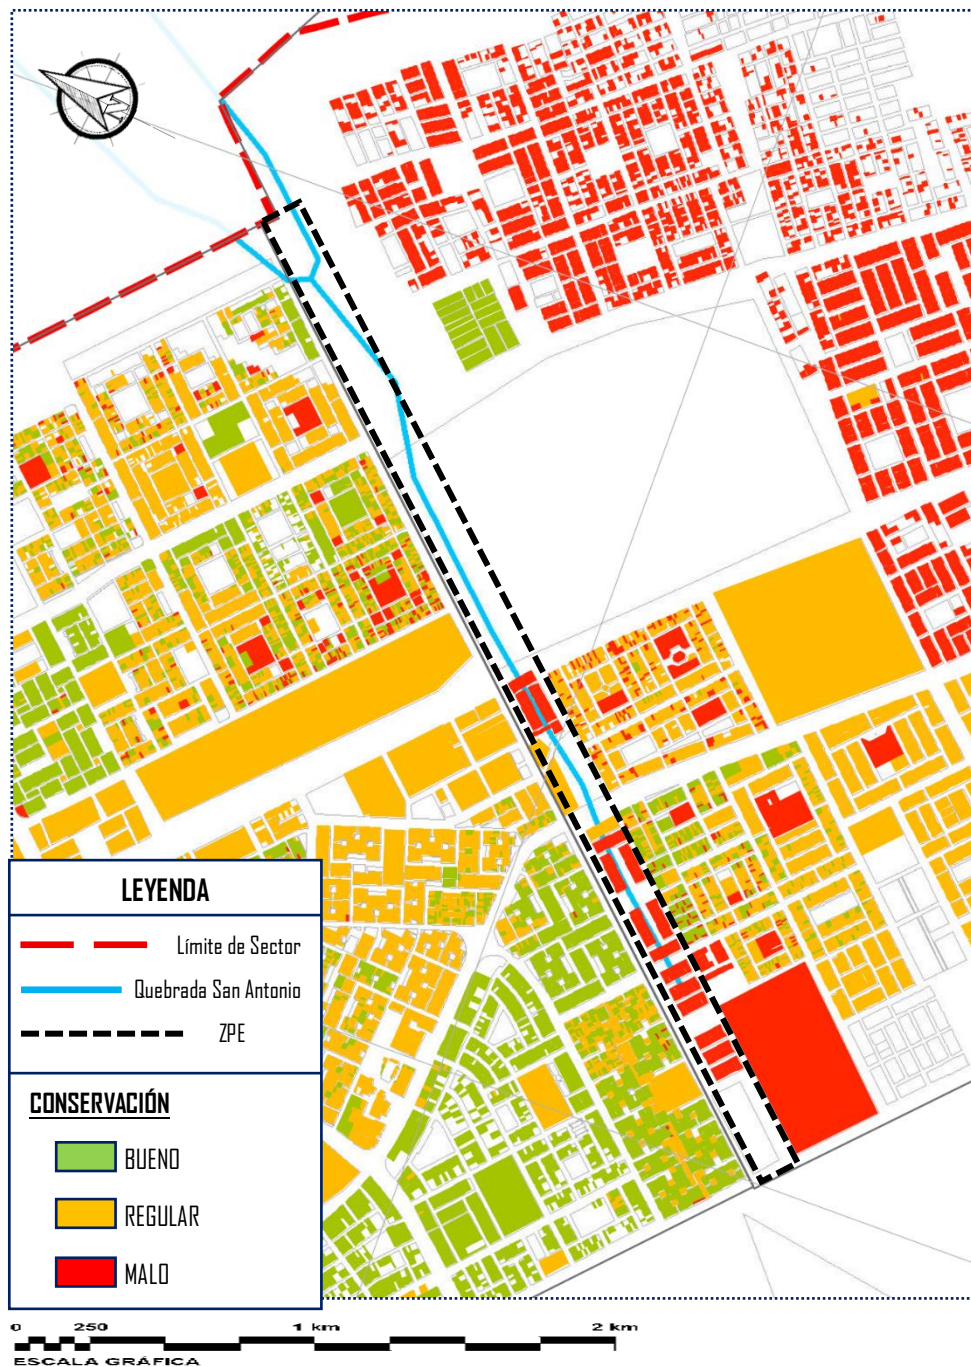 LEYENDA
Límite de Sector
Quebrada San Antonio
ZPE
CONSERVACIÓN
BUENO
REGULAR
MALO
0 250 1 km 2 km
ESCALA GRÁFICA